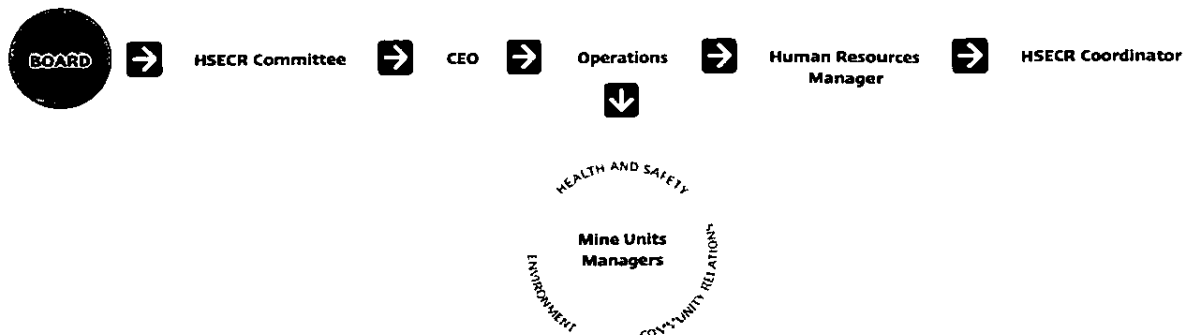 BOARD
HSECR Committee
CEO
Operations
Human Resources
Manager
HSECR Coordinator
HEALTH AND SAFETY
Mine Units
Managers
ENVIRONMENT
COMMUNITY RELATIONS